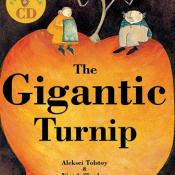 CD
The
Gigantic
Turnip
Aleksei Tolstoy
&